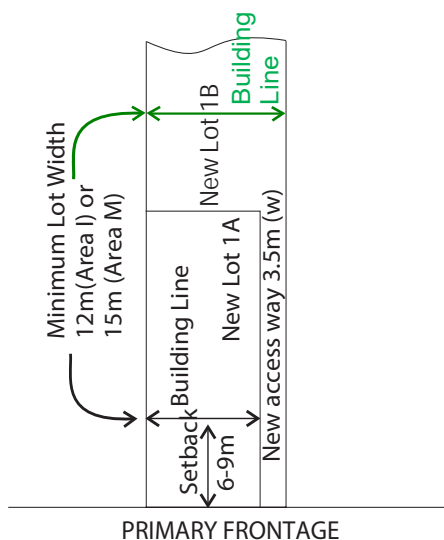 Building
Line
New Lot 1B
Minimum Lot Width
12m(Area I) or
15m (Area M)
Building Line
New Lot 1A
New access way 3.5m (w)
Setback
6-9m
PRIMARY FRONTAGE